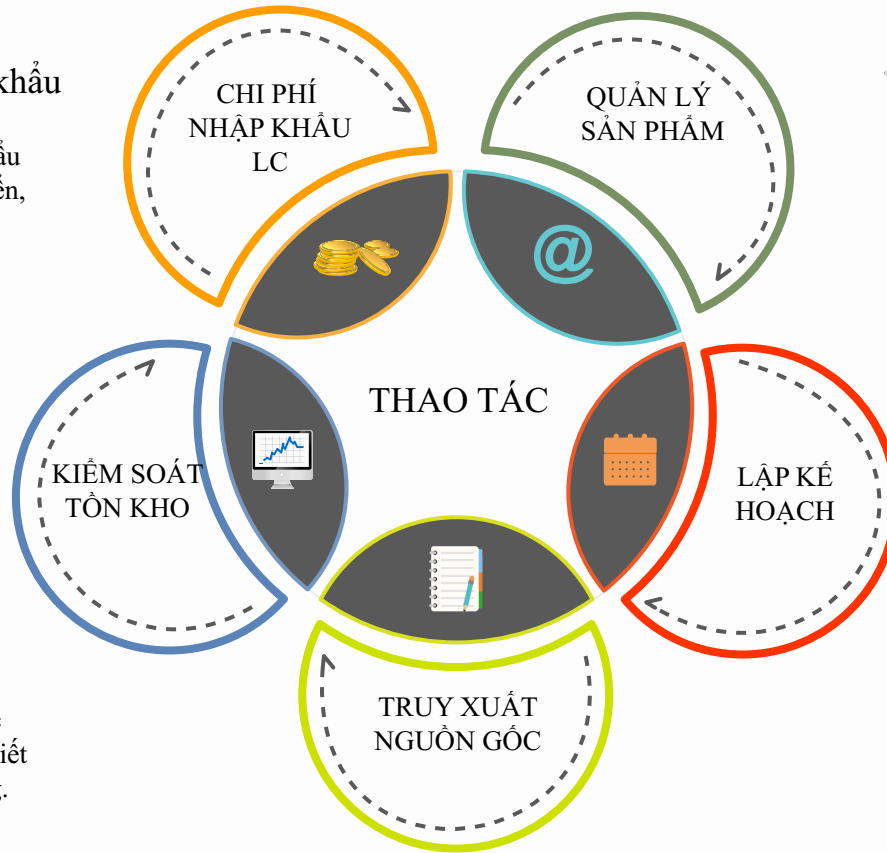 khẩu
CHI PHÍ
NHẬP KHẨU
LC
QUẢN LÝ
SẢN PHẨM
@
THAO TÁC
KIỂM SOÁT
TỒN KHO
LẬP KẾ
HOẠCH
TRUY XUẤT
NGUỒN GỐC